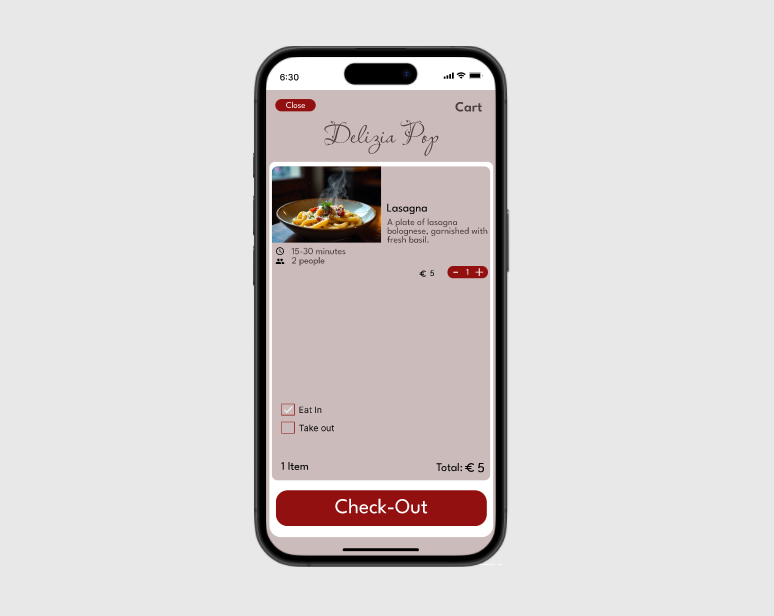 6:30
Close
Cart
Delizia Pop
Lasagna
A plate of lasagna
bolognese, garnished with
fresh basil.
15-30 minutes
2 people
€ 5
- 1 +
Eat In
Take out
1 Item
Total: € 5
Check-Out